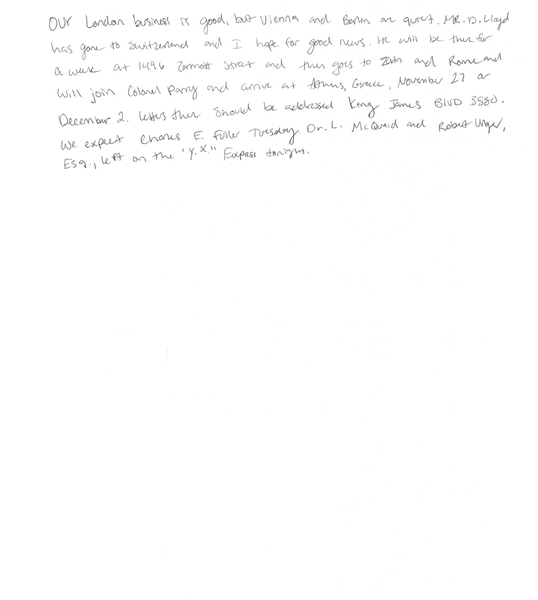 OUr London business is good, but Vienna and Berlin are quiet. MR. D. Lloyd
has gone to Switzerland and I hope for good news. He will be there for
a week at 1496 Zermott Street and then goes to and Rome and
will join Colonel Parry and arrive at Athens, Greece, November 27 or
December 2. Letters there should be addressed King James Blvd 3580.
We expect Charles E. Fuller Tuesday. Dr. L. McQuaid and Robert Unger,
Esq., left on the "Y.X." Express tonight.